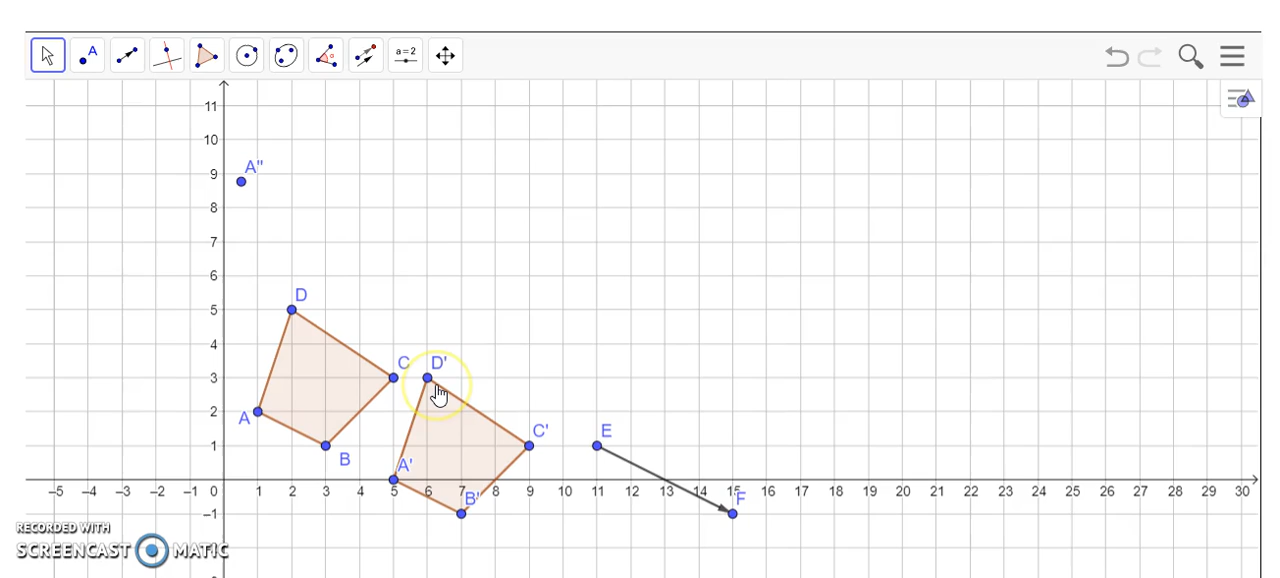 A
a=2
11
10
A"
9
8
7
6
D
5
4
C D'
3
2
A
E
C'
1
B
A'
–5 –4 –3 –2 –1 0 1 2 3 4 5 6 7 8 9 10 11 12 13 14 15 16 17 18 19 20 21 22 23 24 25 26 27 28 29 30
B' F
–1
RECORDED WITH
SCREENCAST MATIC